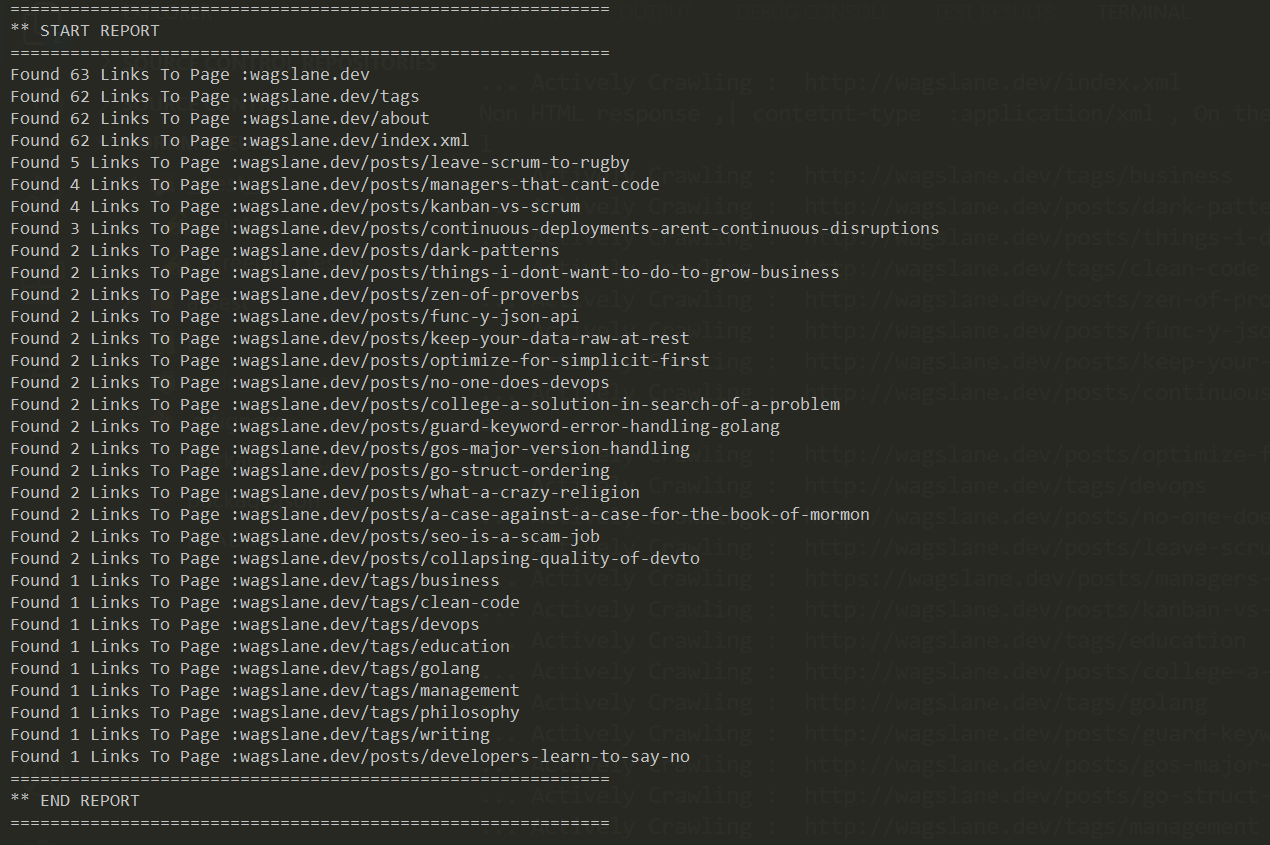 ============================================================
** START REPORT
============================================================
Found 63 Links To Page :wagslane.dev
Found 62 Links To Page :wagslane.dev/tags
Found 62 Links To Page :wagslane.dev/about
Found 62 Links To Page :wagslane.dev/index.xml
Found 5 Links To Page :wagslane.dev/posts/leave-scrum-to-rugby
Found 4 Links To Page :wagslane.dev/posts/managers-that-cant-code
Found 4 Links To Page :wagslane.dev/posts/kanban-vs-scrum
Found 3 Links To Page :wagslane.dev/posts/continuous-deployments-arent-continuous-disruptions
Found 2 Links To Page :wagslane.dev/posts/dark-patterns
Found 2 Links To Page :wagslane.dev/posts/things-i-dont-want-to-do-to-grow-business
Found 2 Links To Page :wagslane.dev/posts/zen-of-proverbs
Found 2 Links To Page :wagslane.dev/posts/func-y-json-api
Found 2 Links To Page :wagslane.dev/posts/keep-your-data-raw-at-rest
Found 2 Links To Page :wagslane.dev/posts/optimize-for-simplicit-first
Found 2 Links To Page :wagslane.dev/posts/no-one-does-devops
Found 2 Links To Page :wagslane.dev/posts/college-a-solution-in-search-of-a-problem
Found 2 Links To Page :wagslane.dev/posts/guard-keyword-error-handling-golang
Found 2 Links To Page :wagslane.dev/posts/gos-major-version-handling
Found 2 Links To Page :wagslane.dev/posts/go-struct-ordering
Found 2 Links To Page :wagslane.dev/posts/what-a-crazy-religion
Found 2 Links To Page :wagslane.dev/posts/a-case-against-a-case-for-the-book-of-mormon
Found 2 Links To Page :wagslane.dev/posts/seo-is-a-scam-job
Found 2 Links To Page :wagslane.dev/posts/collapsing-quality-of-devto
Found 1 Links To Page :wagslane.dev/tags/business
Found 1 Links To Page :wagslane.dev/tags/clean-code
Found 1 Links To Page :wagslane.dev/tags/devops
Found 1 Links To Page :wagslane.dev/tags/education
Found 1 Links To Page :wagslane.dev/tags/golang
Found 1 Links To Page :wagslane.dev/tags/management
Found 1 Links To Page :wagslane.dev/tags/philosophy
Found 1 Links To Page :wagslane.dev/tags/writing
Found 1 Links To Page :wagslane.dev/posts/developers-learn-to-say-no
============================================================
** END REPORT
============================================================